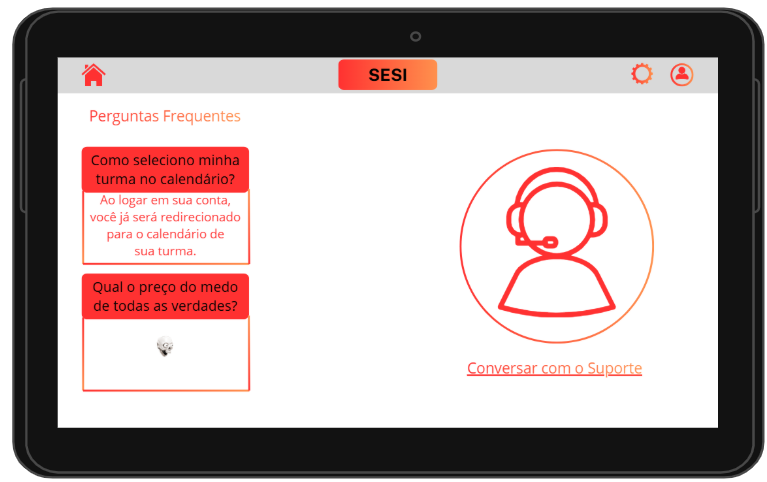 SESI
Perguntas Frequentes
Como seleciono minha
turma no calendário?
Ao logar em sua conta,
você já será redirecionado
para o calendário de
sua turma.
Qual o preço do medo
de todas as verdades?
Conversar com o Suporte